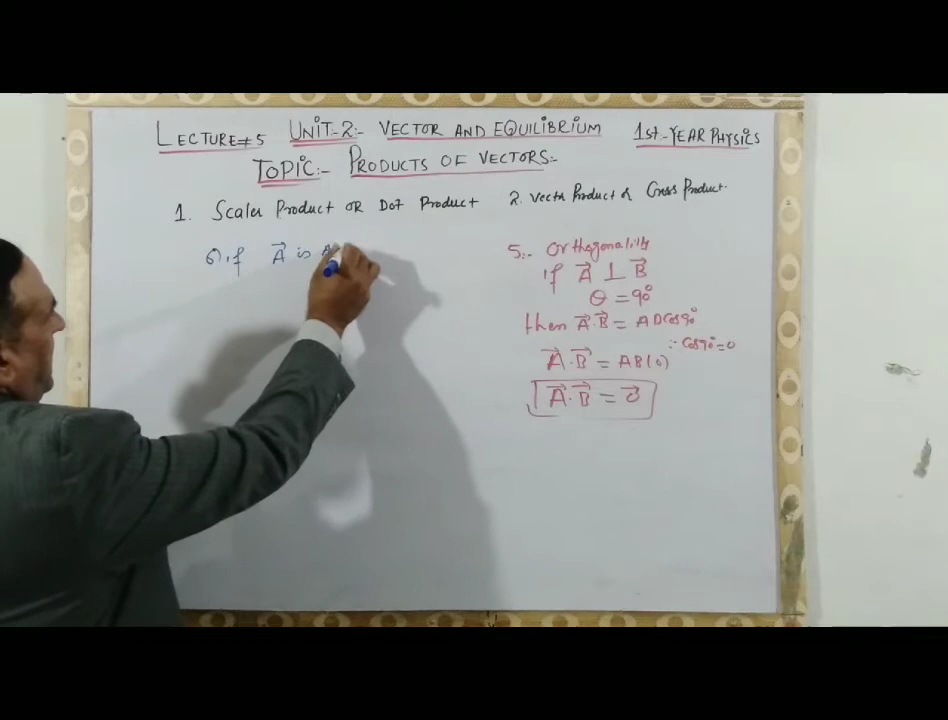 LECTURE#5 UNIT-2:- VECTOR AND EQUILIBRIUM 1st-YEAR PHYSICS
TOPIC:- PRODUCTS OF VECTORS:-
1. Scaler Product OR DOT Product 2. Vector Product or Cross Product.
6). if A⃗ is
5:- Orthogonality
if A⃗ ⊥ B⃗
θ = 90°
then A⃗.B⃗ = ABCos90°
∵ Cos90°=0
A⃗.B⃗ = AB(0)
A⃗.B⃗ = 0⃗